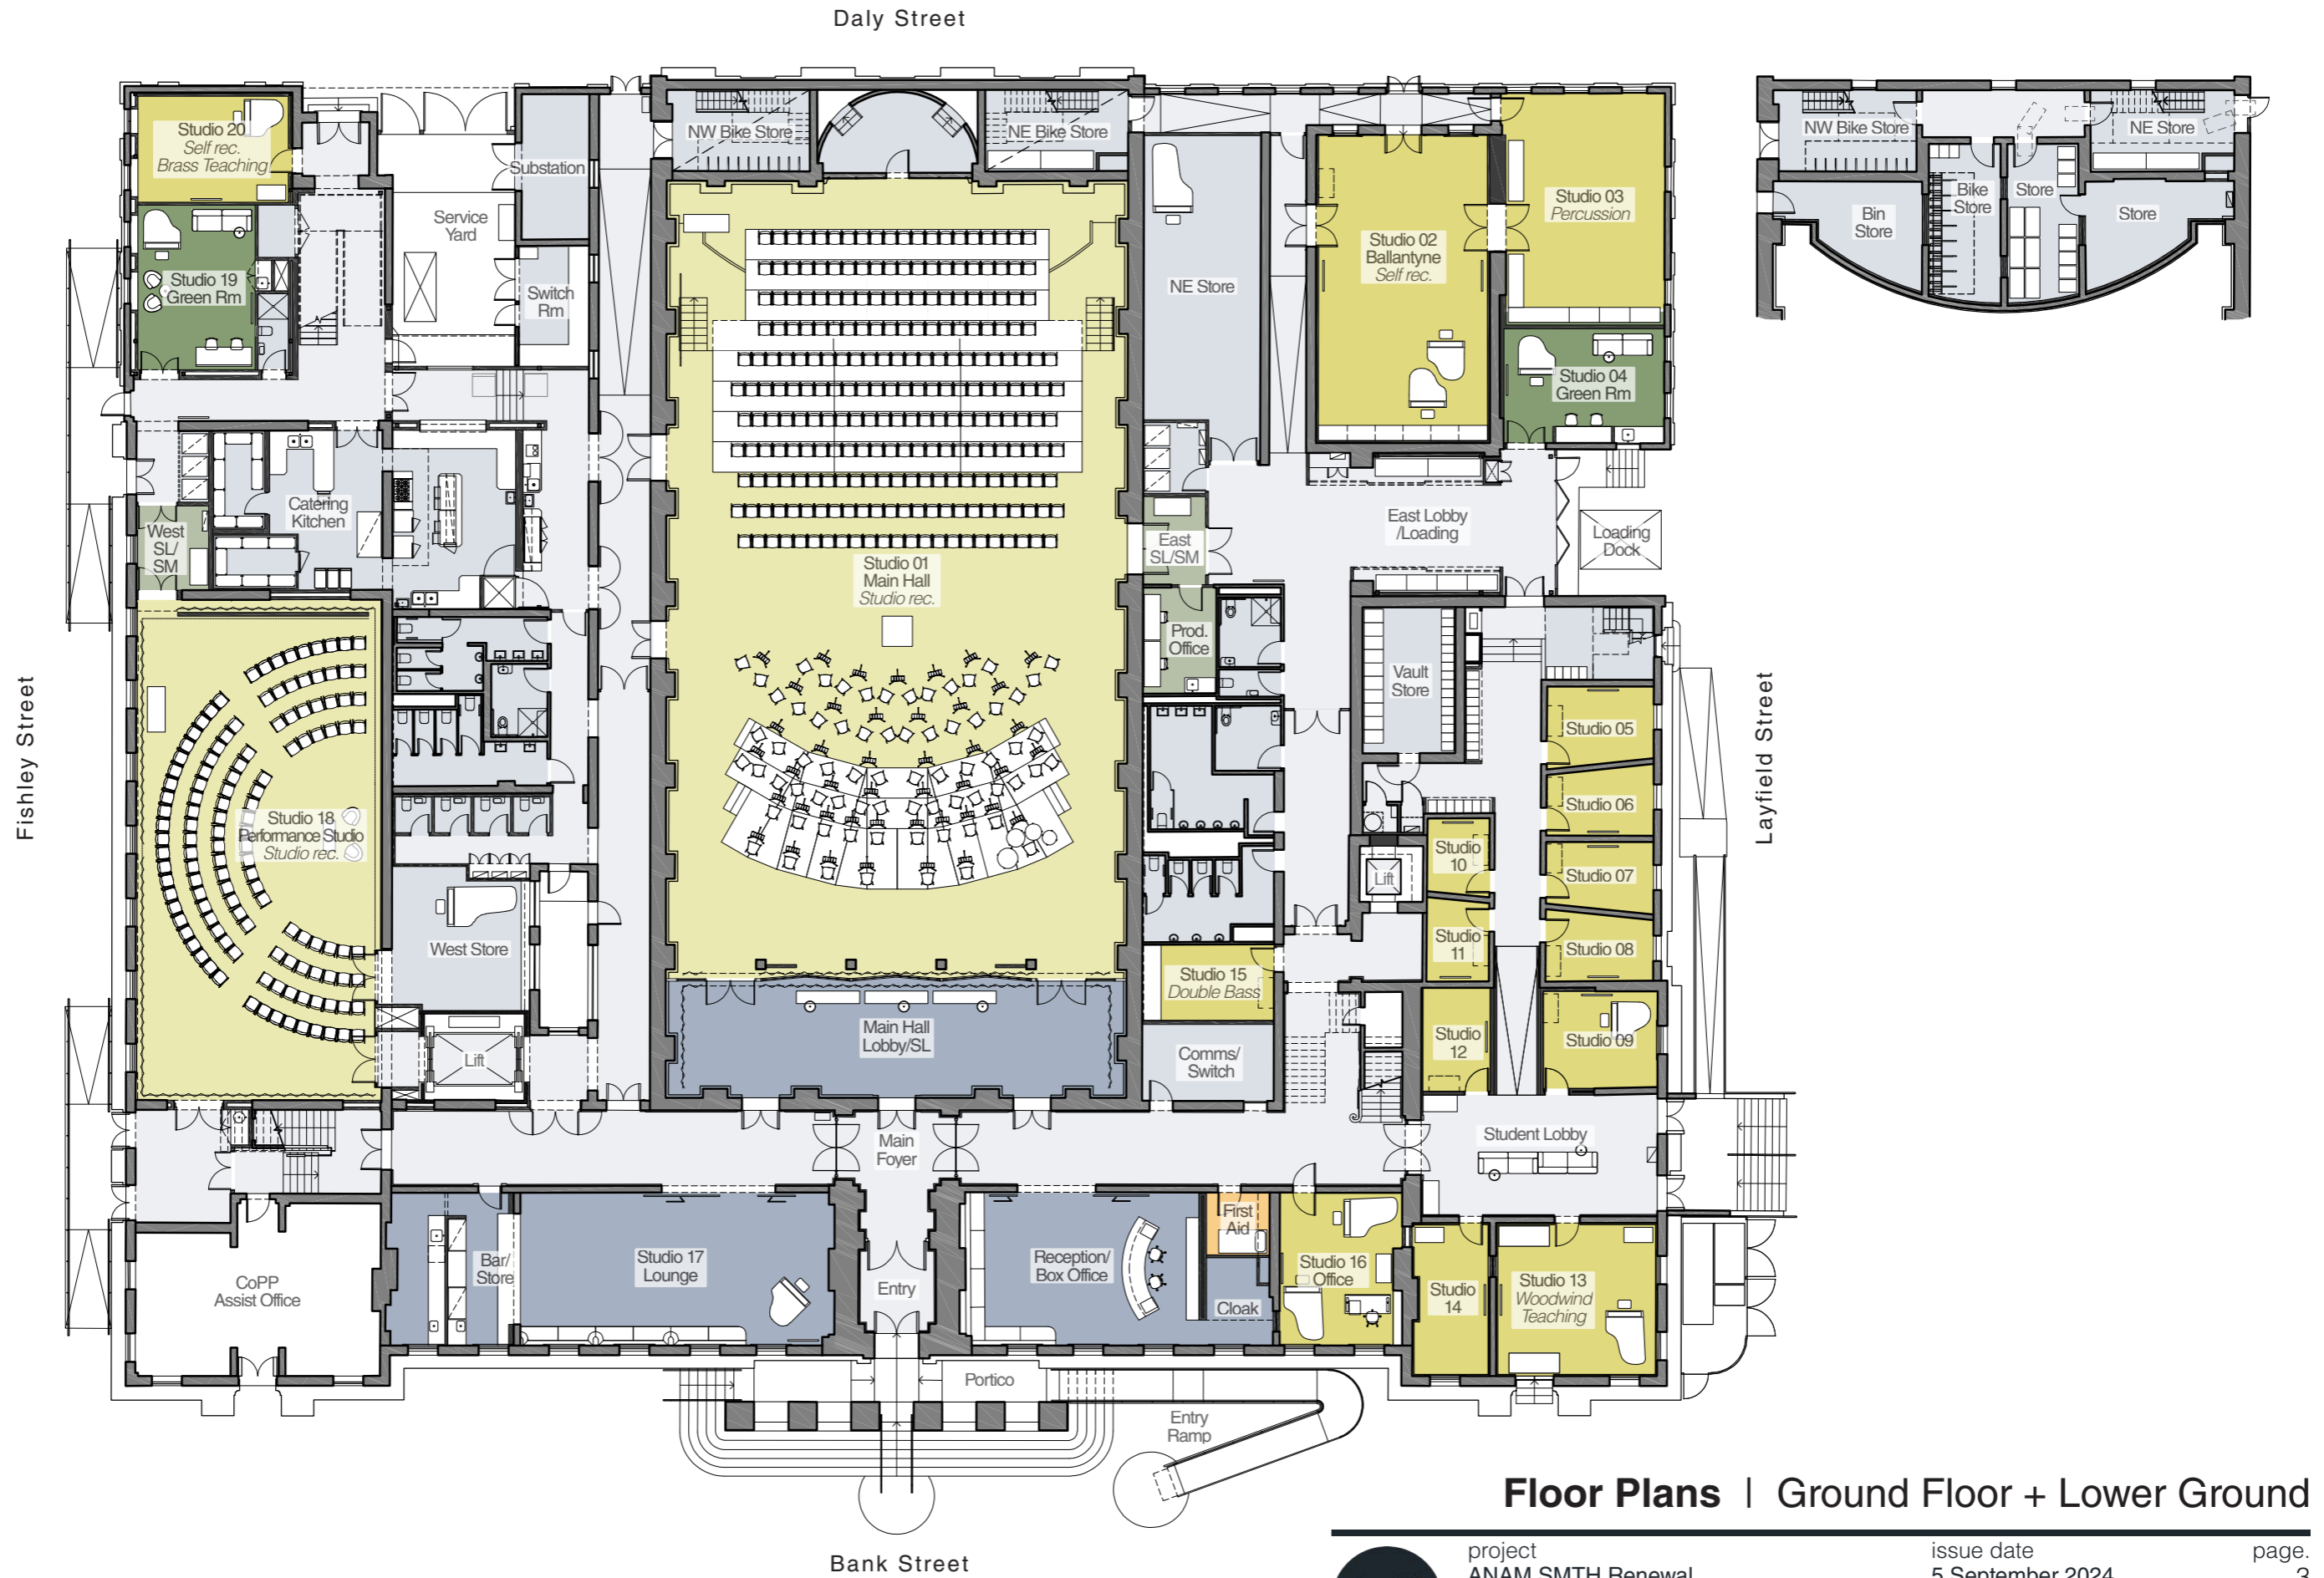 Daly Street
Studio 20
Self rec.
Brass Teaching
Substation
NW Bike Store
NE Bike Store
NW Bike Store
NE Store
Bin
Store
Bike
Store
Store
Store
Service
Yard
Studio 19
Green Rm
Switch
Rm
NE Store
Studio 02
Ballantyne
Self rec.
Studio 03
Percussion
Studio 04
Green Rm
Catering
Kitchen
West
SL/
SM
Studio 01
Main Hall
Studio rec.
East
SL/SM
East Lobby
/Loading
Loading
Dock
Prod.
Office
Vault
Store
Fishley Street
Layfield Street
Studio 05
Studio 06
Studio 07
Studio 08
Studio
10
Studio
11
Lift
Studio 18
Performance Studio
Studio rec.
West Store
Studio 15
Double Bass
Main Hall
Lobby/SL
Lift
Comms/
Switch
Studio
12
Studio 09
Main
Foyer
Student Lobby
CoPP
Assist Office
Bar/
Store
Studio 17
Lounge
Entry
Reception/
Box Office
First
Aid
Cloak
Studio 16
Office
Studio
14
Studio 13
Woodwind
Teaching
Portico
Entry
Ramp
Bank Street
Floor Plans | Ground Floor + Lower Ground
project
ANAM SMTH Renewal
issue date
5 September 2024
page.
3